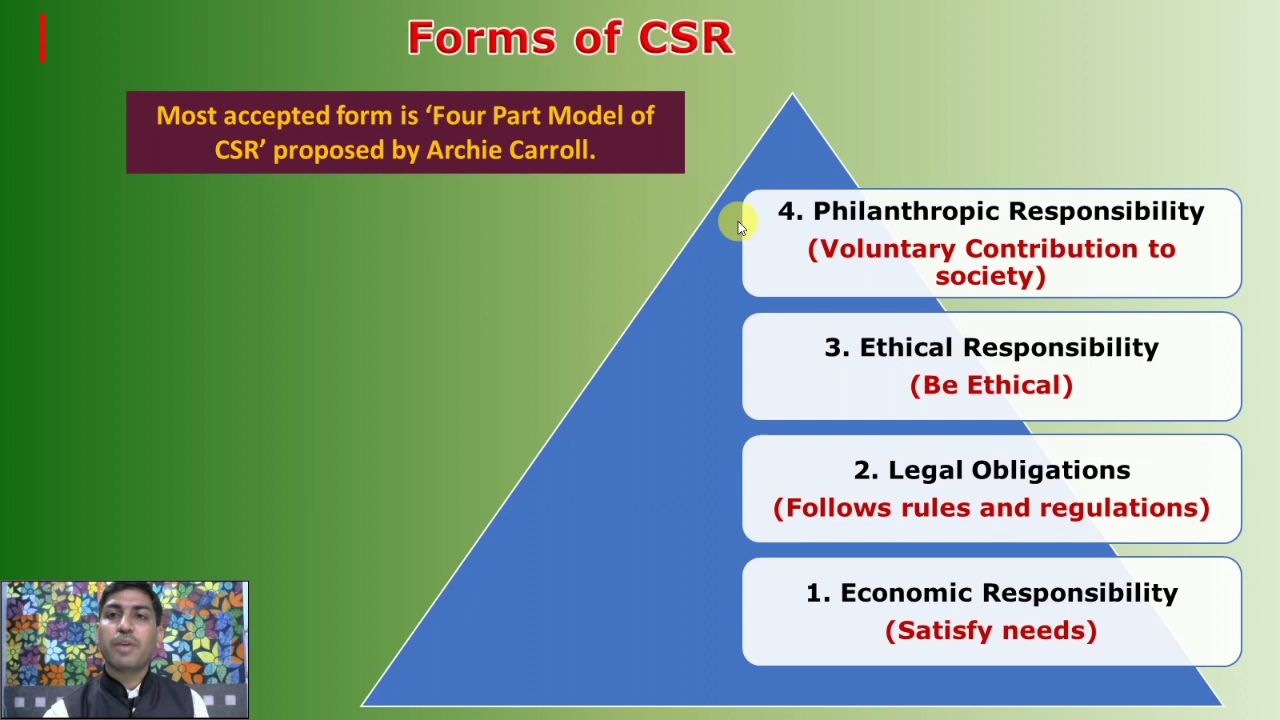 Forms of CSR
Most accepted form is ‘Four Part Model of
CSR’ proposed by Archie Carroll.
4. Philanthropic Responsibility
(Voluntary Contribution to
society)
3. Ethical Responsibility
(Be Ethical)
2. Legal Obligations
(Follows rules and regulations)
1. Economic Responsibility
(Satisfy needs)